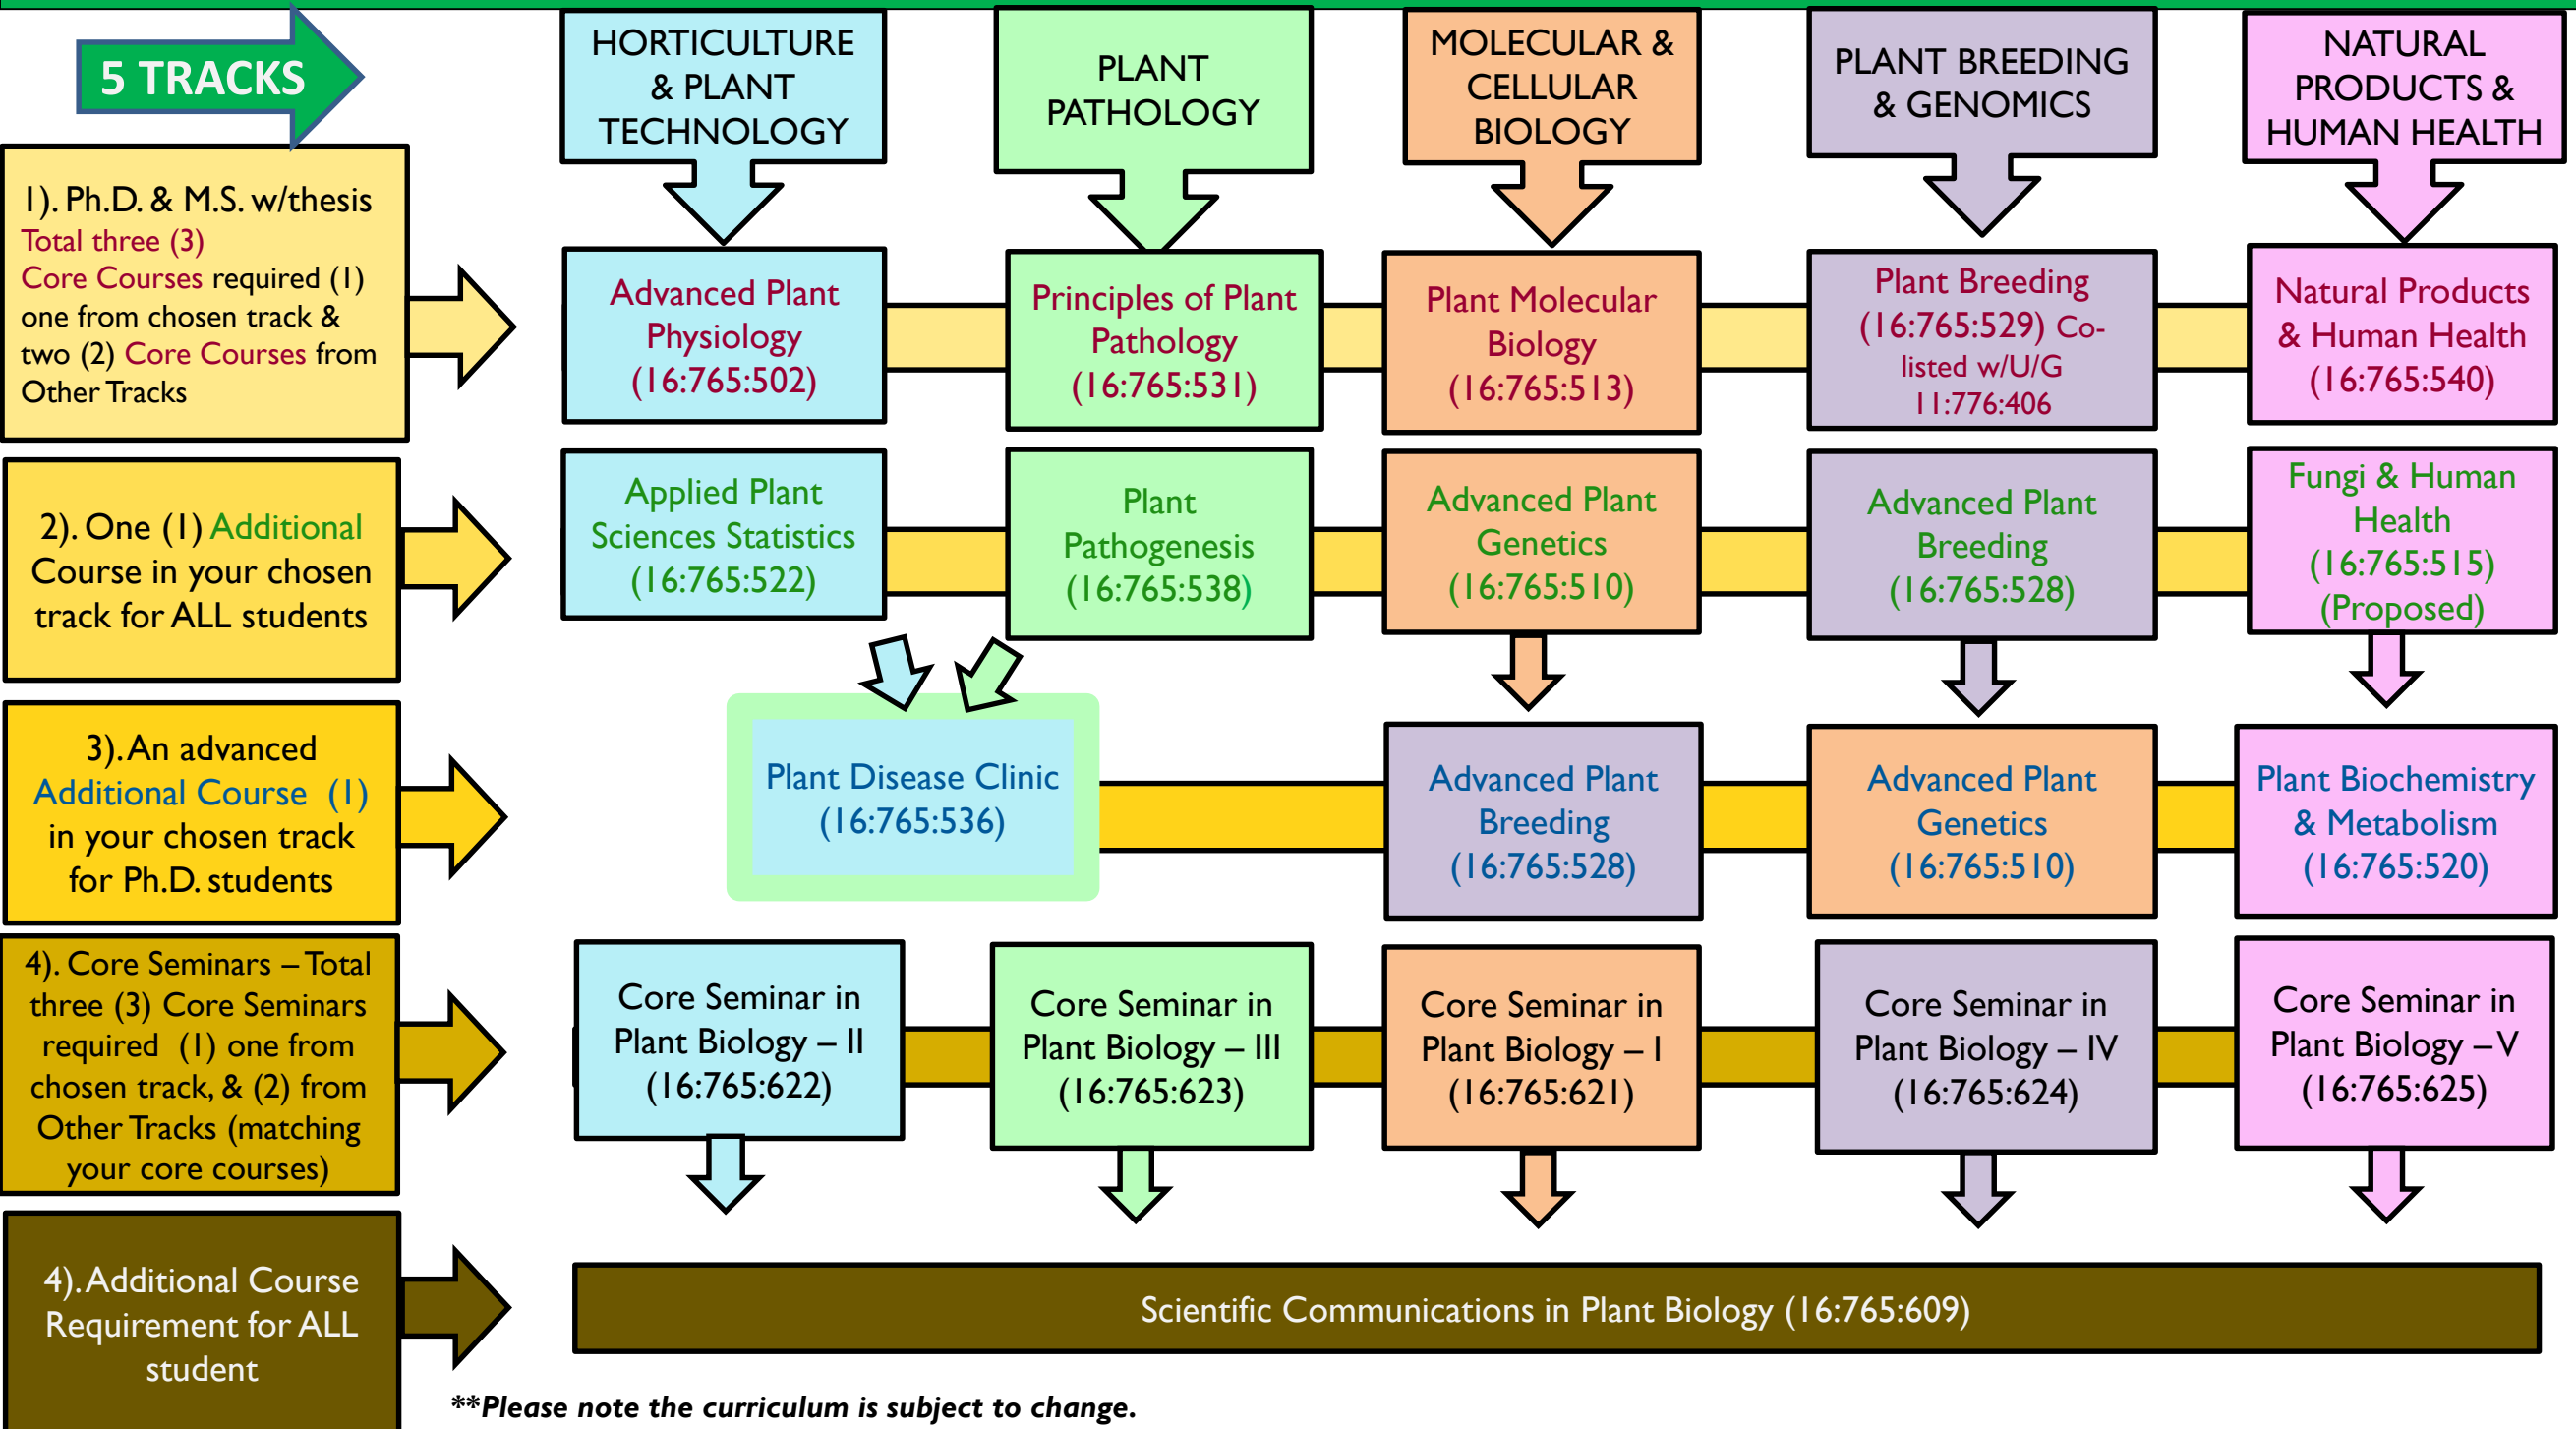 5 TRACKS
HORTICULTURE
& PLANT
TECHNOLOGY
PLANT
PATHOLOGY
MOLECULAR &
CELLULAR
BIOLOGY
PLANT BREEDING
& GENOMICS
NATURAL
PRODUCTS &
HUMAN HEALTH
1). Ph.D. & M.S. w/thesis
Total three (3)
Core Courses required (1)
one from chosen track &
two (2) Core Courses from
Other Tracks
Advanced Plant
Physiology
(16:765:502)
Principles of Plant
Pathology
(16:765:531)
Plant Molecular
Biology
(16:765:513)
Plant Breeding
(16:765:529) Co-
listed w/U/G
11:776:406
Natural Products
& Human Health
(16:765:540)
2). One (1) Additional
Course in your chosen
track for ALL students
Applied Plant
Sciences Statistics
(16:765:522)
Plant
Pathogenesis
(16:765:538)
Advanced Plant
Genetics
(16:765:510)
Advanced Plant
Breeding
(16:765:528)
Fungi & Human
Health
(16:765:515)
(Proposed)
3). An advanced
Additional Course (1)
in your chosen track
for Ph.D. students
Plant Disease Clinic
(16:765:536)
Advanced Plant
Breeding
(16:765:528)
Advanced Plant
Genetics
(16:765:510)
Plant Biochemistry
& Metabolism
(16:765:520)
4). Core Seminars – Total
three (3) Core Seminars
required (1) one from
chosen track, & (2) from
Other Tracks (matching
your core courses)
Core Seminar in
Plant Biology – II
(16:765:622)
Core Seminar in
Plant Biology – III
(16:765:623)
Core Seminar in
Plant Biology – I
(16:765:621)
Core Seminar in
Plant Biology – IV
(16:765:624)
Core Seminar in
Plant Biology – V
(16:765:625)
4). Additional Course
Requirement for ALL
student
Scientific Communications in Plant Biology (16:765:609)
**Please note the curriculum is subject to change.